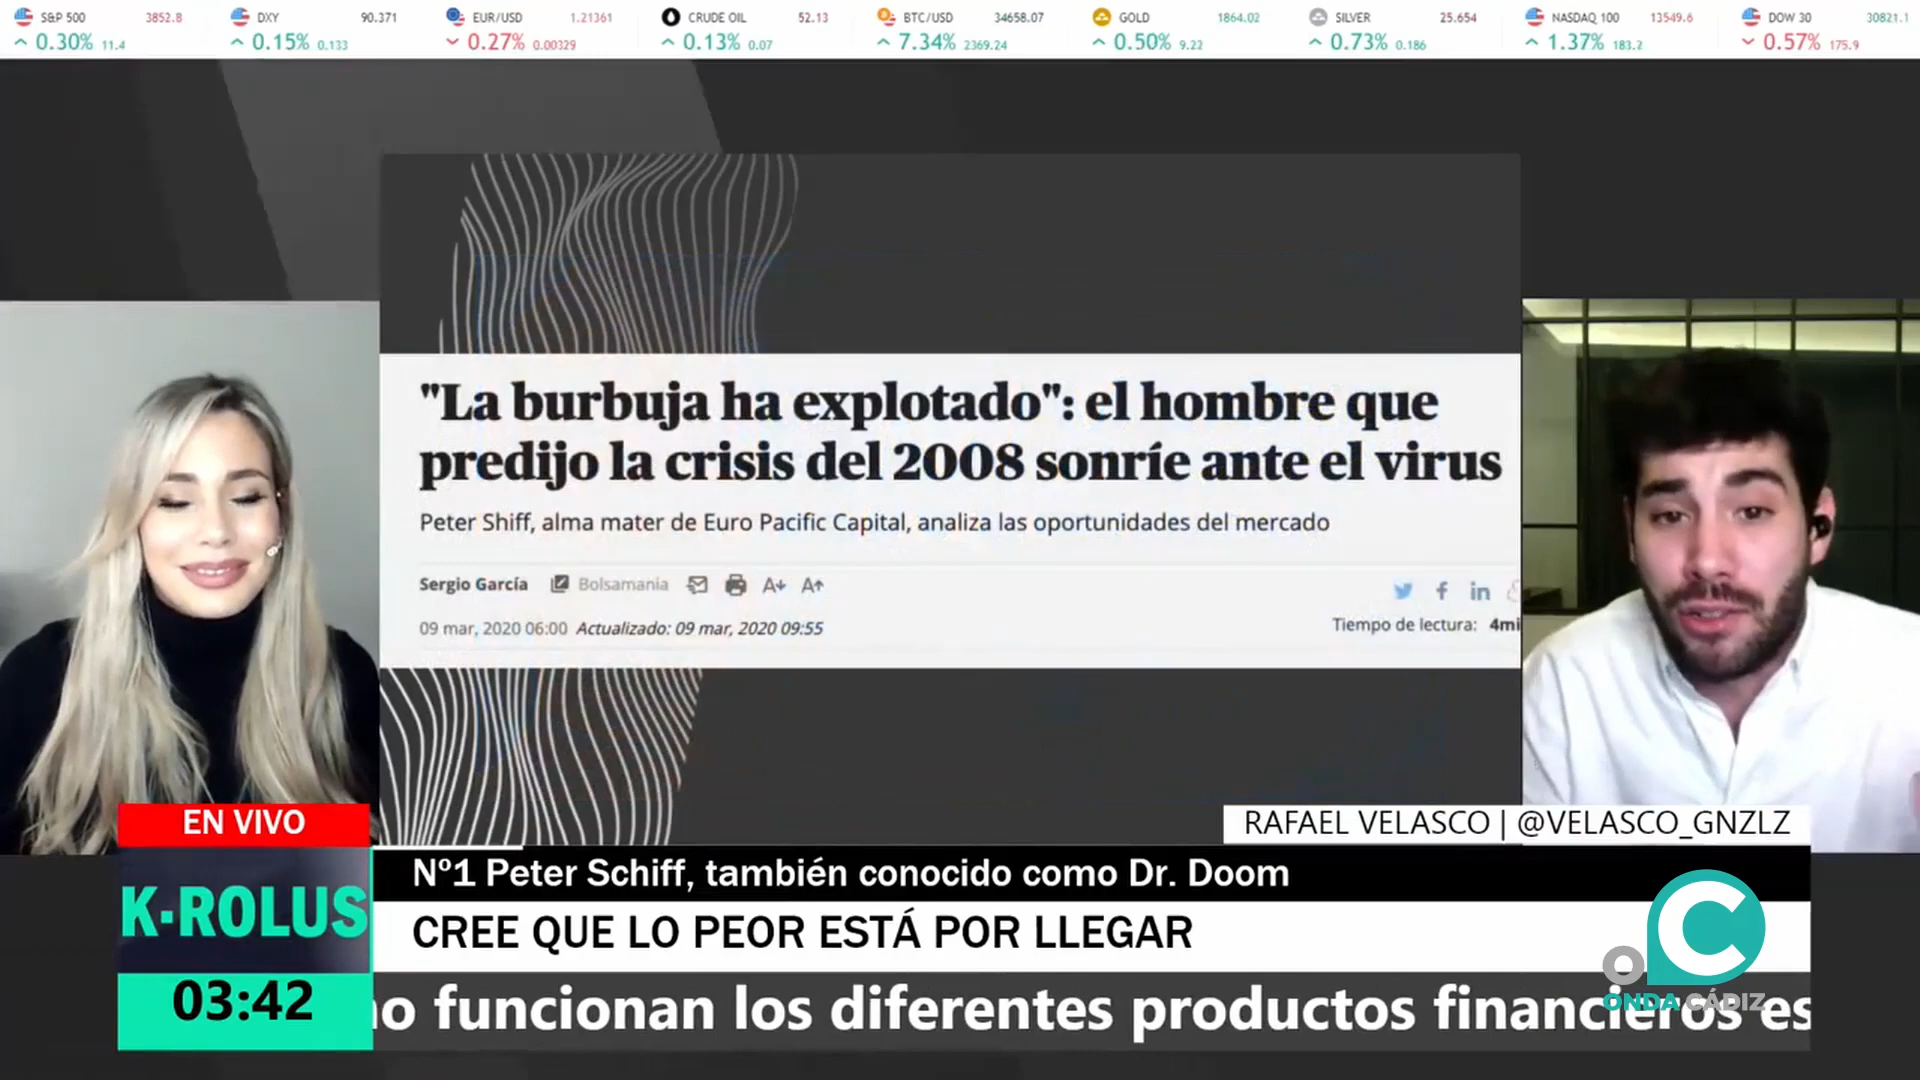 S&P 500 3852.8
0.30% 11.4
DXY 90.371
0.15% 0.133
EUR/USD 1.21361
0.27% 0.00329
CRUDE OIL 52.13
0.13% 0.07
BTC/USD 34658.07
7.34% 2369.24
GOLD 1864.02
0.50% 9.22
SILVER 25.654
0.73% 0.186
NASDAQ 100 13549.6
1.37% 183.2
DOW 30 30821.1
0.57% 175.9
"La burbuja ha explotado": el hombre que
predijo la crisis del 2008 sonríe ante el virus
Peter Shiff, alma mater de Euro Pacific Capital, analiza las oportunidades del mercado
Sergio García Bolsamania A A
09 mar, 2020 06:00 Actualizado: 09 mar, 2020 09:55
Tiempo de lectura: 4mi
RAFAEL VELASCO | @VELASCO_GNZLZ
EN VIVO
K-ROLUS
03:42
Nº1 Peter Schiff, también conocido como Dr. Doom
CREE QUE LO PEOR ESTÁ POR LLEGAR
no funcionan los diferentes productos financieros es
O C
ONDA CÁDIZ